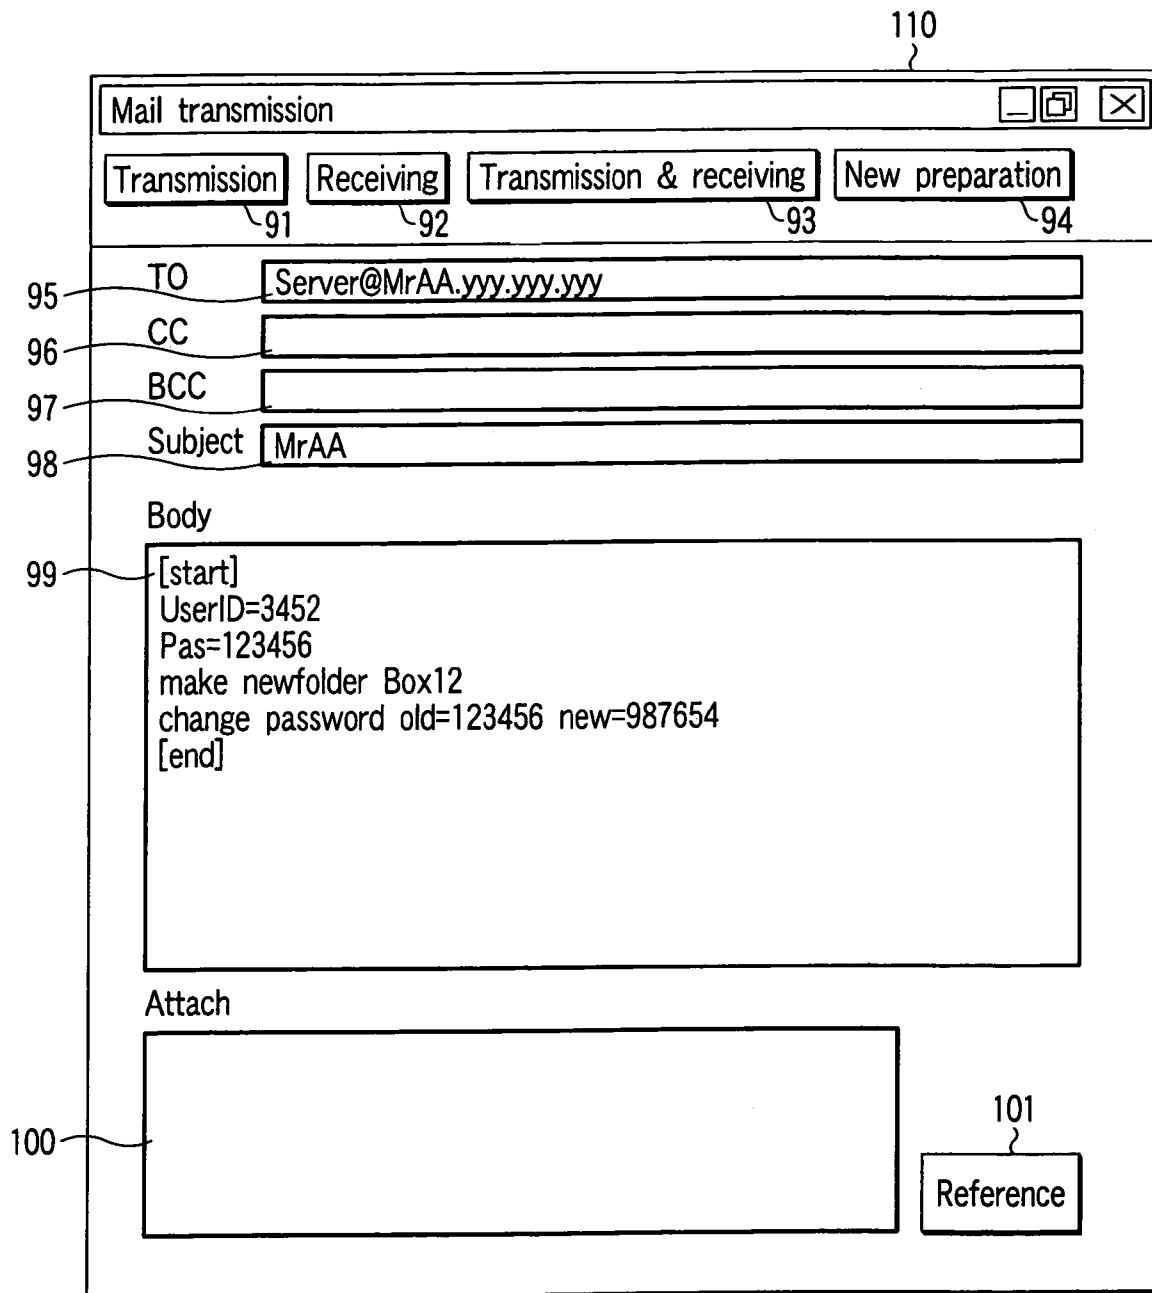 110
Mail transmission
Transmission Receiving Transmission & receiving New preparation
91 92 93 94
TO Server@MrAA.yyy.yyy.yyy
95
CC
96
BCC
97
Subject MrAA
98
Body
99 [start]
UserID=3452
Pas=123456
make newfolder Box12
change password old=123456 new=987654
[end]
Attach
100
101
Reference